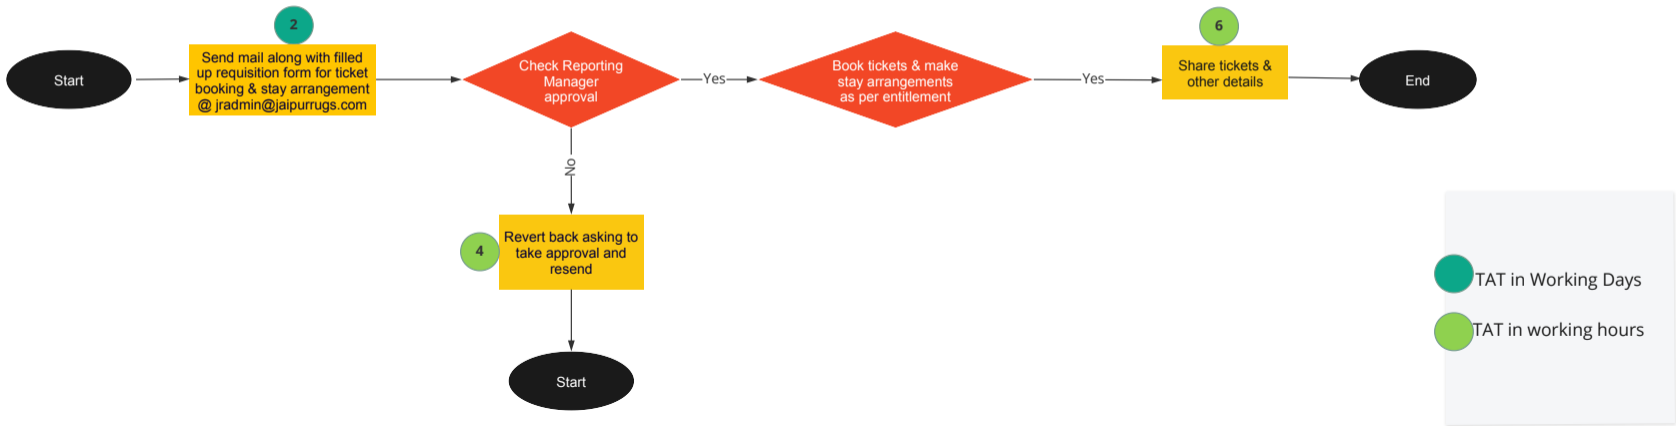 2
6
Start
Send mail along with filled
up requisition form for ticket
booking & stay arrangement
@ jradmin@jaipurrugs.com
Check Reporting
Manager
approval
Yes
Book tickets & make
stay arrangements
as per entitlement
Yes
Share tickets &
other details
End
No
4
Revert back asking to
take approval and
resend
Start
TAT in Working Days
TAT in working hours